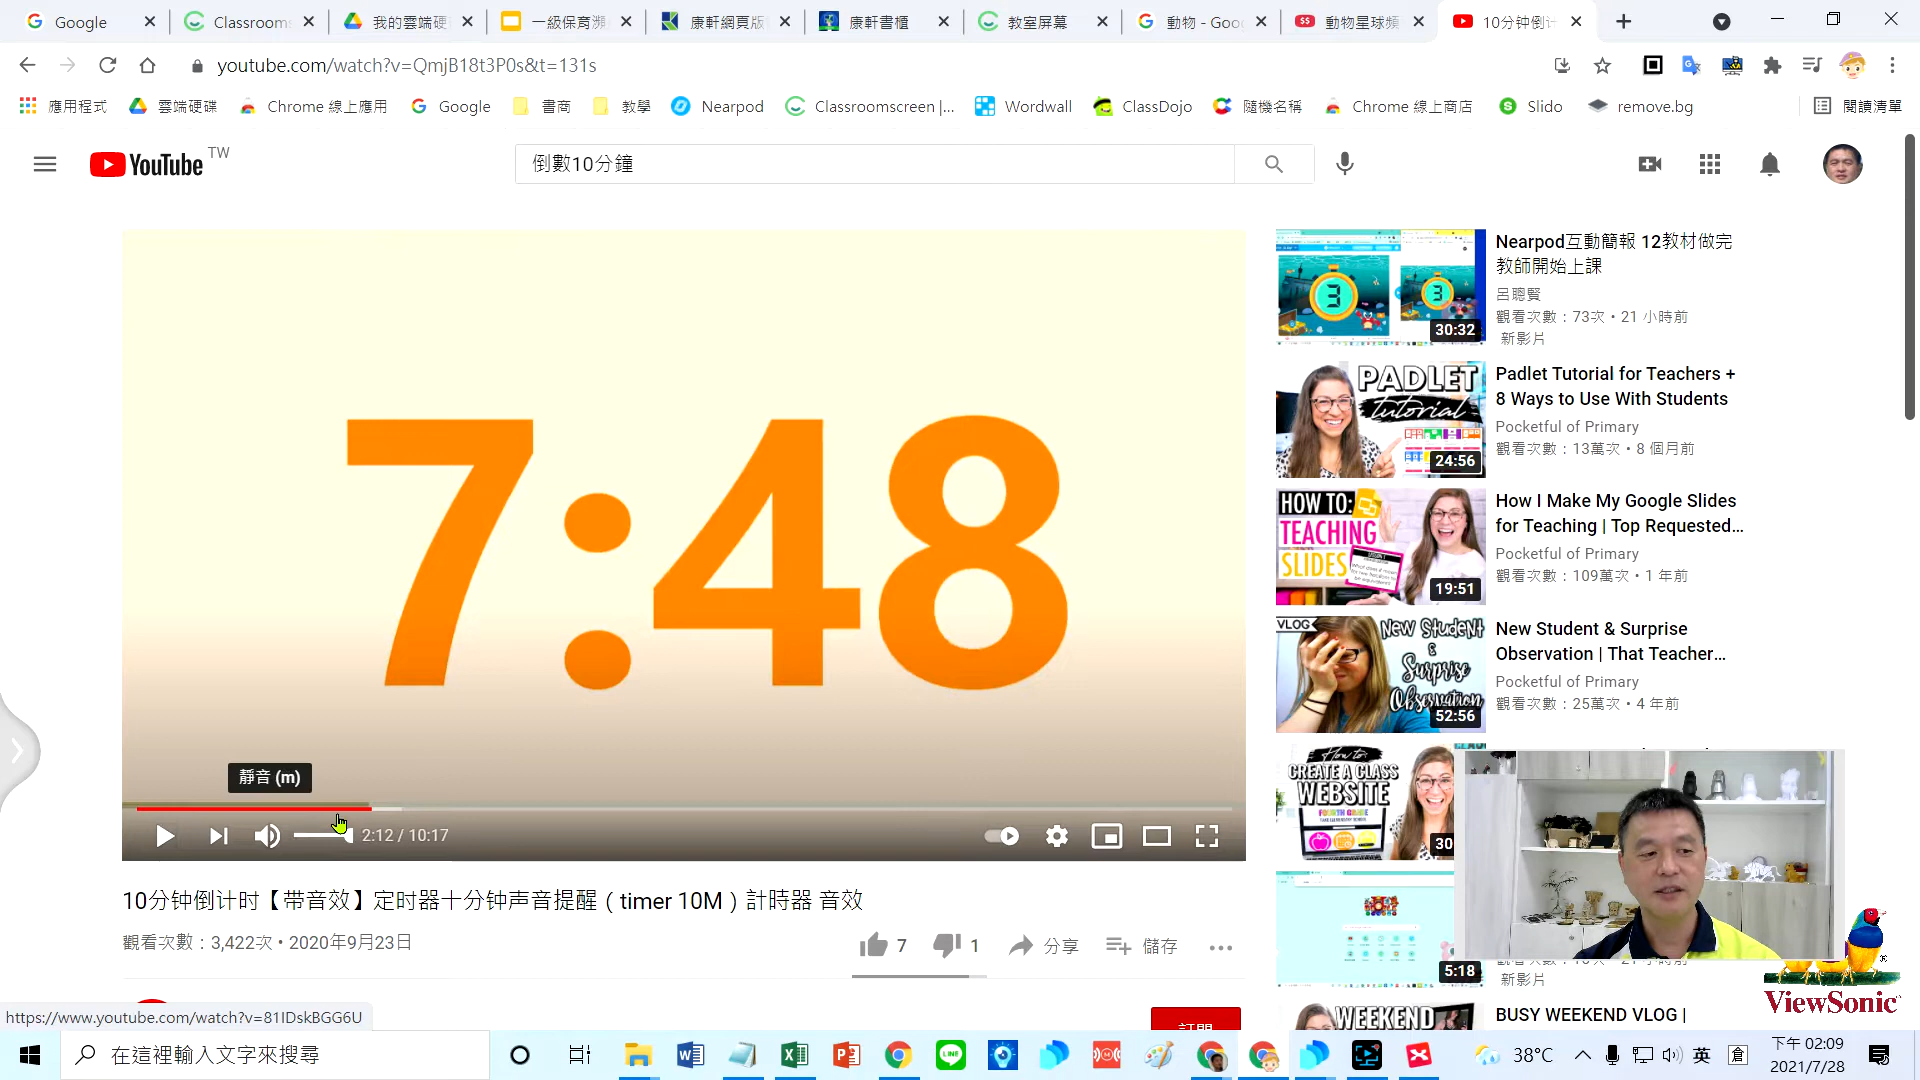 Google
Classrooms
我的雲端硬
一級保育瀕
康軒網頁版
康軒書櫃
教室屏幕
動物 - Goo
動物星球頻
10分钟倒计
youtube.com/watch?v=QmjB18t3P0s&t=131s
應用程式
雲端硬碟
Chrome 線上應用
Google
書商
教學
Nearpod
Classroomscreen |...
Wordwall
ClassDojo
隨機名稱
Chrome 線上商店
Slido
remove.bg
閱讀清單
YouTube TW
倒數10分鐘
7:48
靜音 (m)
2:12 / 10:17
10分钟倒计时【带音效】定时器十分钟声音提醒 ( timer 10M ) 計時器 音效
觀看次數:3,422次・2020年9月23日
7
1
分享
儲存
訂閱
Nearpod互動簡報 12教材做完
教師開始上課
呂聰賢
觀看次數:73次・21 小時前
新影片
3
3
30:32
PADLET
tutorial
24:56
Padlet Tutorial for Teachers +
8 Ways to Use With Students
Pocketful of Primary
觀看次數:13萬次・8 個月前
HOW TO:
TEACHING
SLIDES
19:51
How I Make My Google Slides
for Teaching | Top Requested...
Pocketful of Primary
觀看次數:109萬次・1 年前
VLOG
NEW STUDENT
&
Surprise
Observation
52:56
New Student & Surprise
Observation | That Teacher...
Pocketful of Primary
觀看次數:25萬次・4 年前
How to:
CREATE A CLASS
WEBSITE
30
5:18
新影片
WEEKEND
BUSY WEEKEND VLOG |
ViewSonic
https://www.youtube.com/watch?v=81IDskBGG6U
在這裡輸入文字來搜尋
38°C
英
倉
下午 02:09
2021/7/28